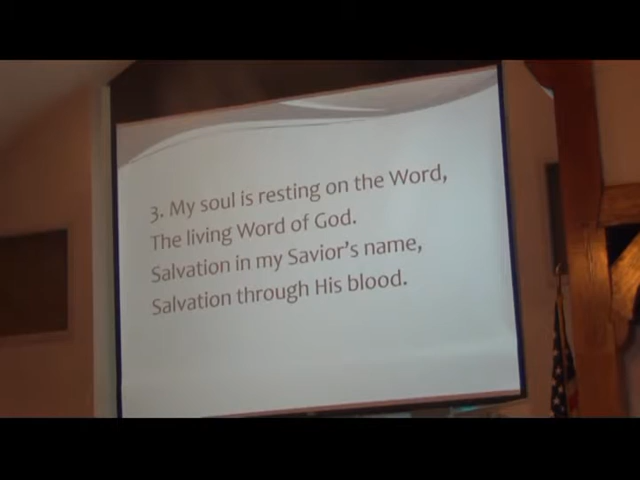 3. My soul is resting on the Word,
The living Word of God.
Salvation in my Savior's name,
Salvation through His blood.